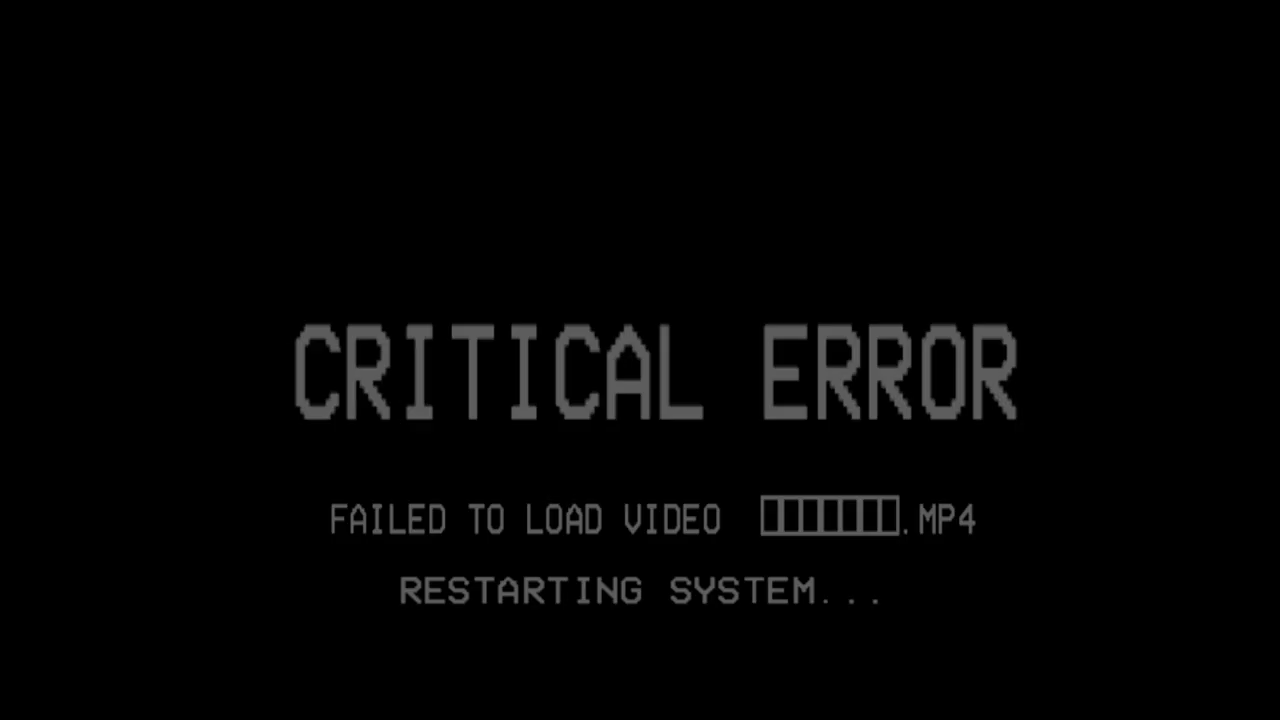 CRITICAL ERROR
FAILED TO LOAD VIDEO ▯▯▯▯▯▯▯.MP4
RESTARTING SYSTEM...